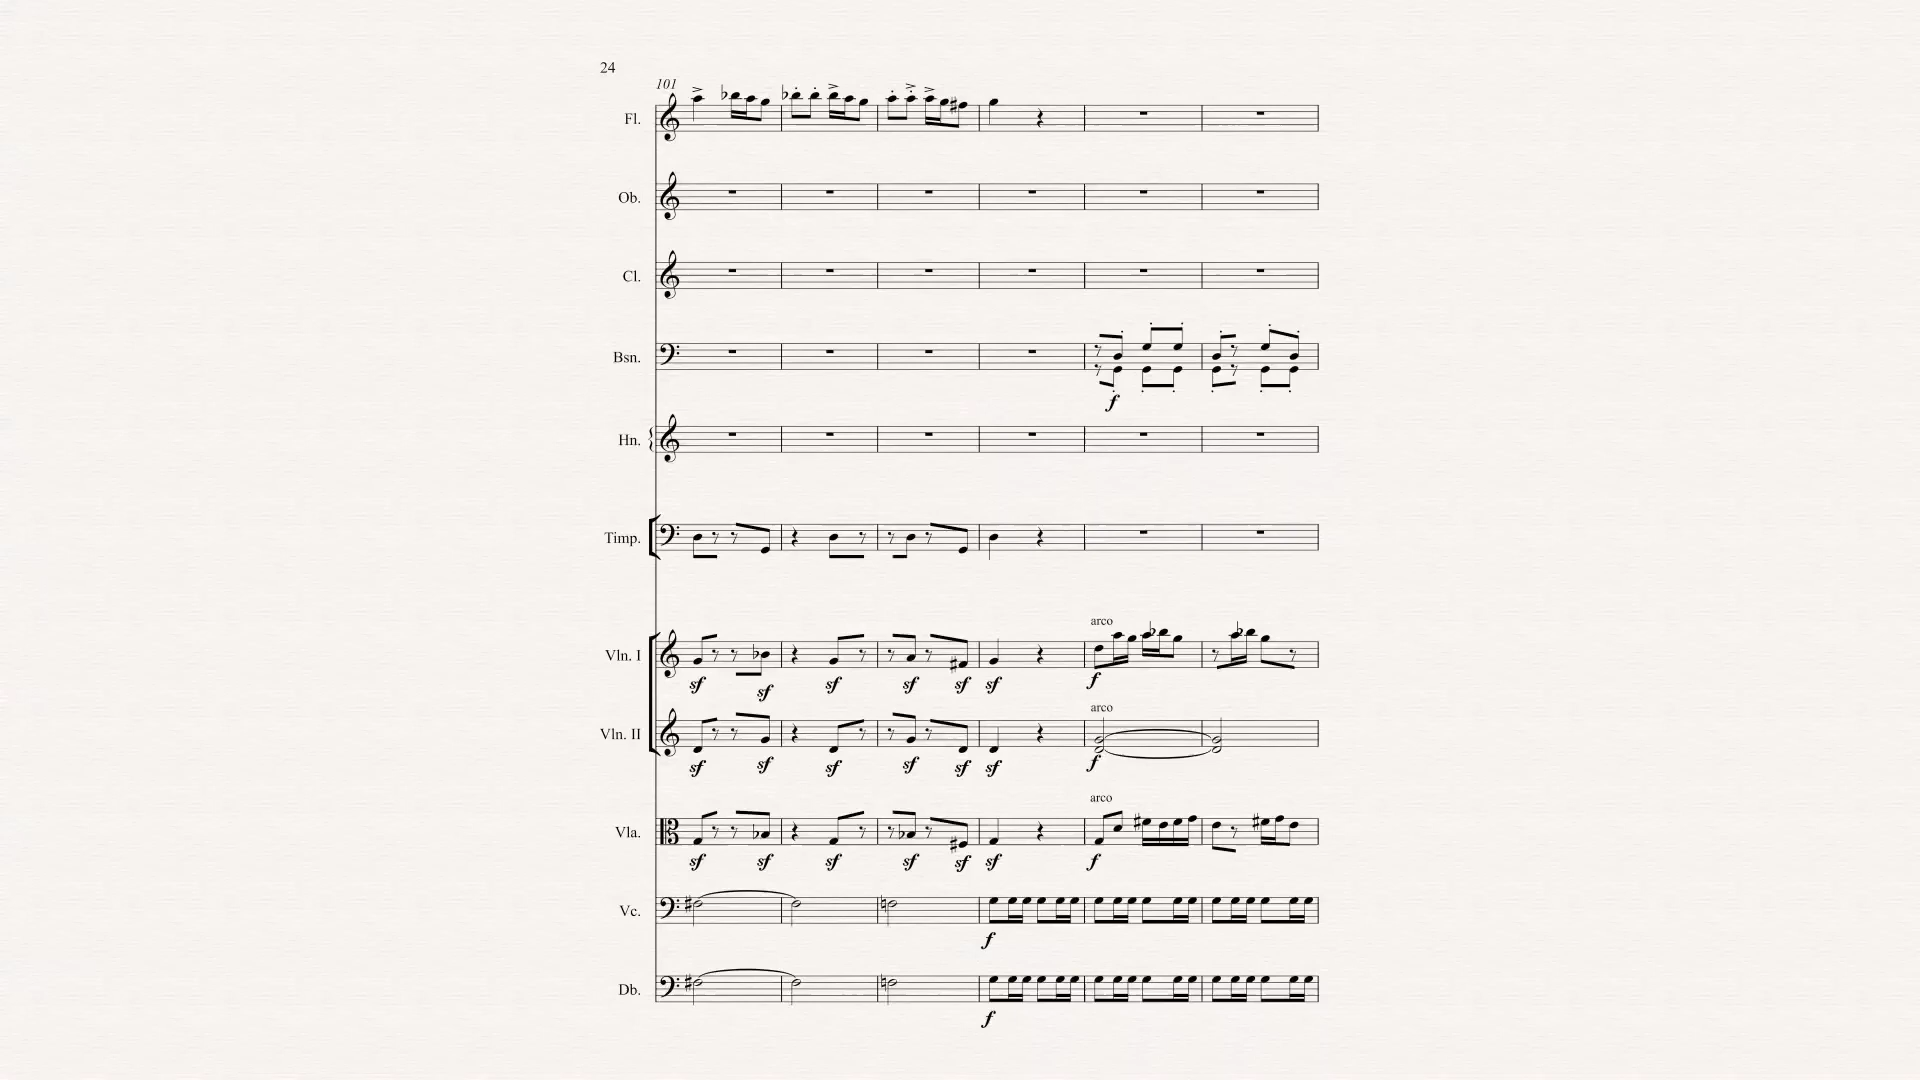 24
101
Fl.
Ob.
Cl.
Bsn.
f
Hn.
Timp.
arco
Vln. I
sf sf sf sf sf sf f
arco
Vln. II
sf sf sf sf sf sf f
arco
Vla.
sf sf sf sf sf sf f
Vc.
f
Db.
f